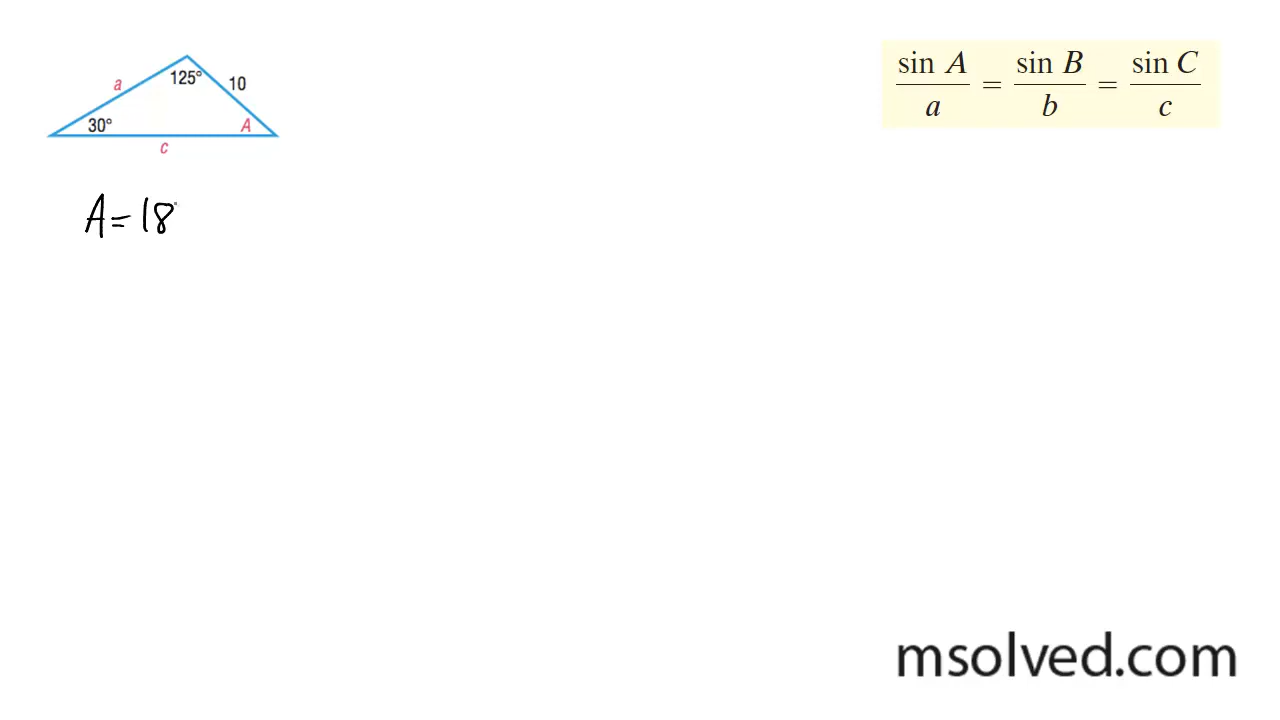 a
125°
10
30°
A
c
sin A / a = sin B / b = sin C / c
A = 18
msolved.com